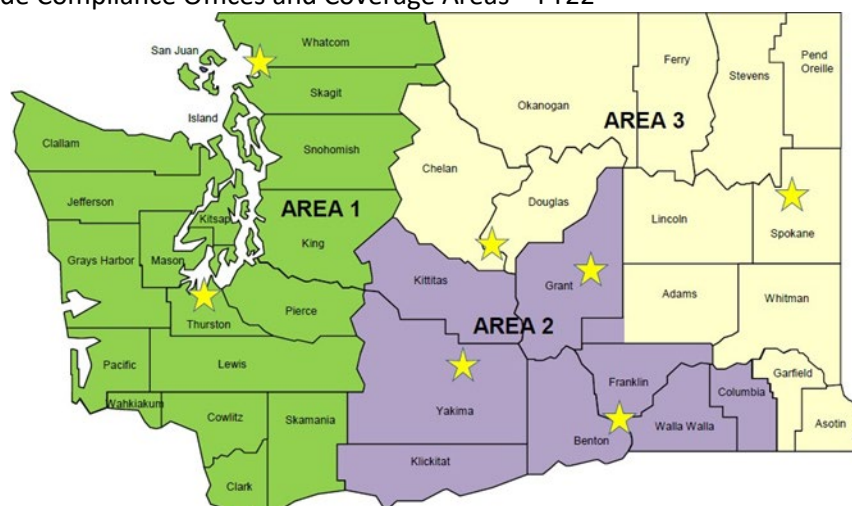 de Compliance Offices and Coverage Areas
San Juan
Whatcom
Ferry
Pend
Oreille
Stevens
Skagit
Okanogan
Island
AREA 3
Clallam
Snohomish
Chelan
Jefferson
Douglas
Kitsap
AREA 1
Lincoln
Spokane
King
Grays Harbor
Mason
Kittitas
Grant
Adams
Whitman
Pierce
Thurston
AREA 2
Pacific
Lewis
Garfield
Franklin
Columbia
Wahkiakum
Yakima
Cowlitz
Skamania
Walla Walla
Asotin
Benton
Klickitat
Clark